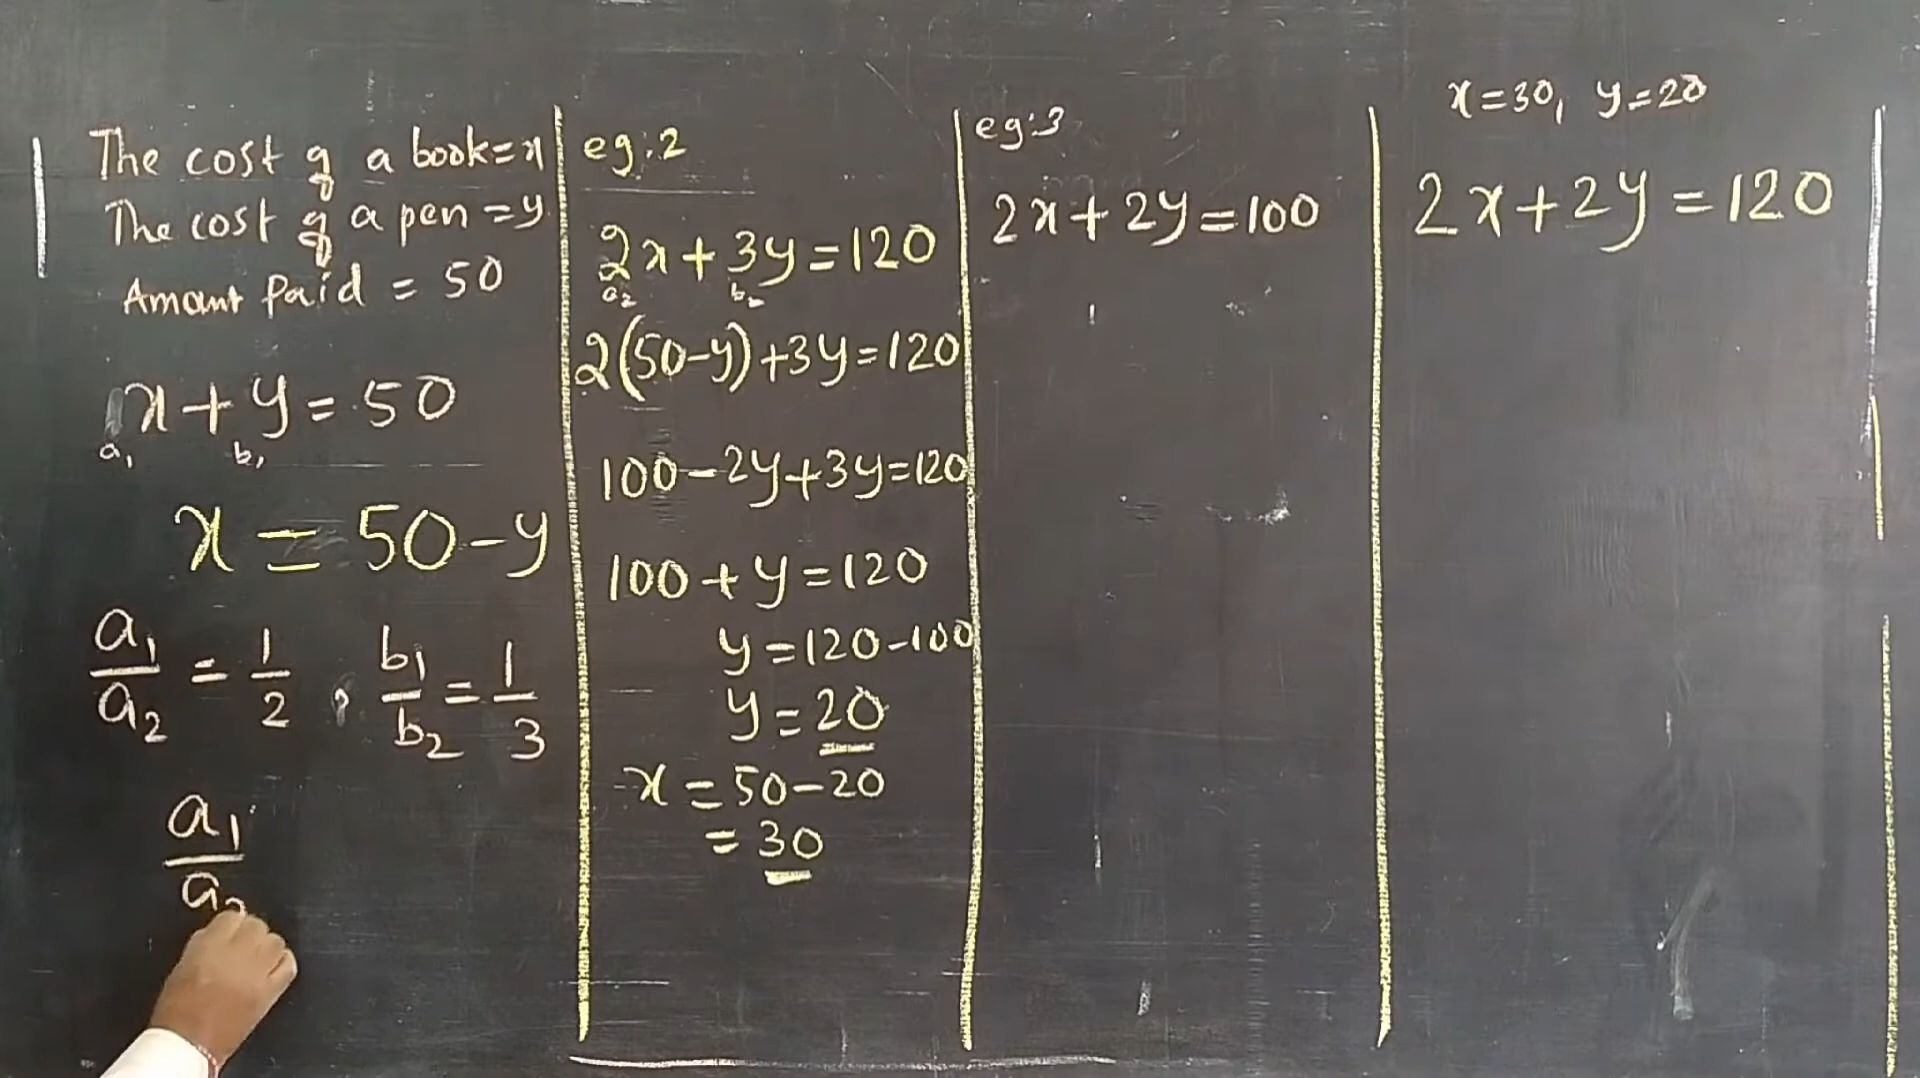 The cost of a book=x
The cost of a pen=y
Amount Paid = 50
x+y=50
a₁ b₁
x=50-y
a₁/a₂ = 1/2 , b₁/b₂ = 1/3
a₁/a₂
eg:2
2x+3y=120
a₂ b₂
2(50-y)+3y=120
100-2y+3y=120
100+y=120
y=120-100
y=20
x=50-20
=30
eg:3
2x+2y=100
x=30, y=20
2x+2y=120